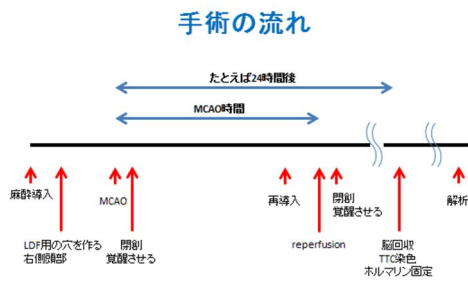 手術の流れ
たとえば24時間後
MCAO時間
麻酔導入
LDF用の穴を作る
右側頭部
MCAO
閉創
覚醒させる
再導入
reperfusion
閉創
覚醒させる
脳回収
TTC染色
ホルマリン固定
解析